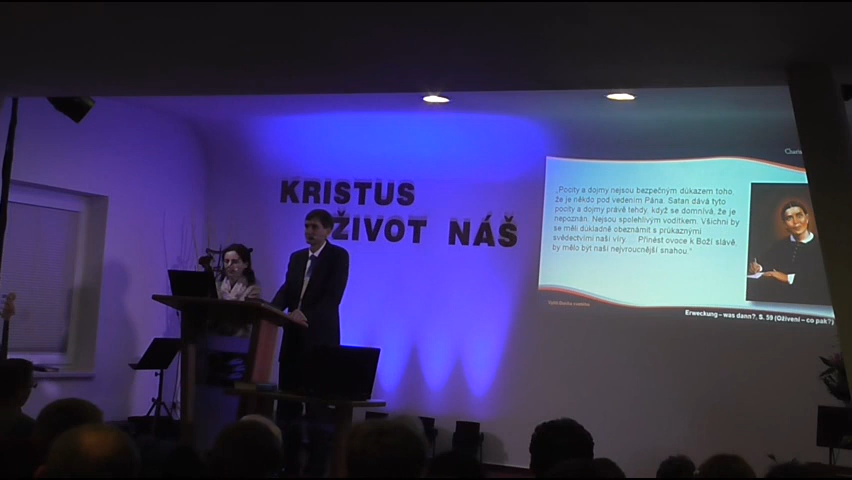 KRISTUS
ŽIVOT NÁŠ
„Pocity a dojmy nejsou bezpečným důkazem toho,
že je někdo pod vedením Pána. Satan dává tyto
pocity a dojmy právě tehdy, když se domnívá, že je
nepoznán. Nejsou spolehlivým vodítkem. Všichni by
se měli důkladně obeznámit s průkaznými
svědectvími naší víry.... Přinést ovoce k Boží slávě,
by mělo být naší nejvroucnější snahou."
Erweckung – was dann?, S. 59 (Oživení – co pak?)